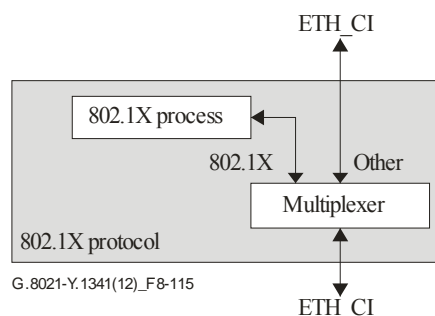 ETH_CI
802.1X process
802.1X
Other
Multiplexer
802.1X protocol
G.8021-Y.1341(12)_F8-115
ETH_CI